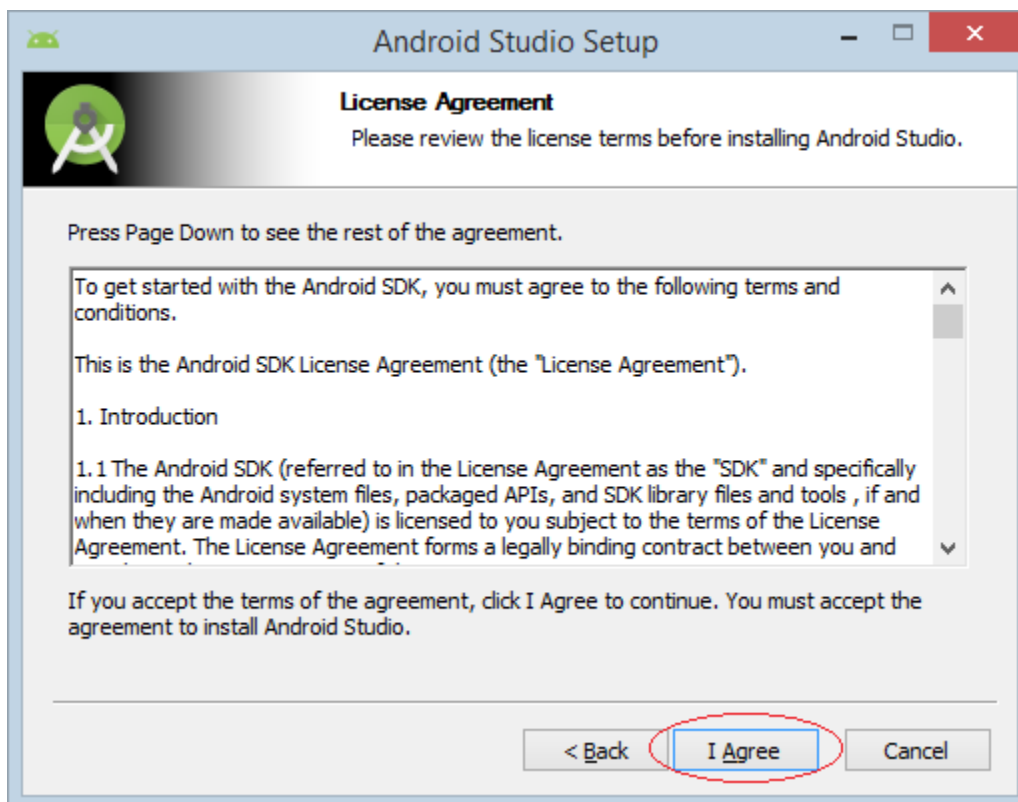 Android Studio Setup
License Agreement
Please review the license terms before installing Android Studio.
Press Page Down to see the rest of the agreement.
To get started with the Android SDK, you must agree to the following terms and
conditions.
This is the Android SDK License Agreement (the "License Agreement").
1. Introduction
1.1 The Android SDK (referred to in the License Agreement as the "SDK" and specifically
including the Android system files, packaged APIs, and SDK library files and tools , if and
when they are made available) is licensed to you subject to the terms of the License
Agreement. The License Agreement forms a legally binding contract between you and
If you accept the terms of the agreement, click I Agree to continue. You must accept the
agreement to install Android Studio.
< Back
I Agree
Cancel